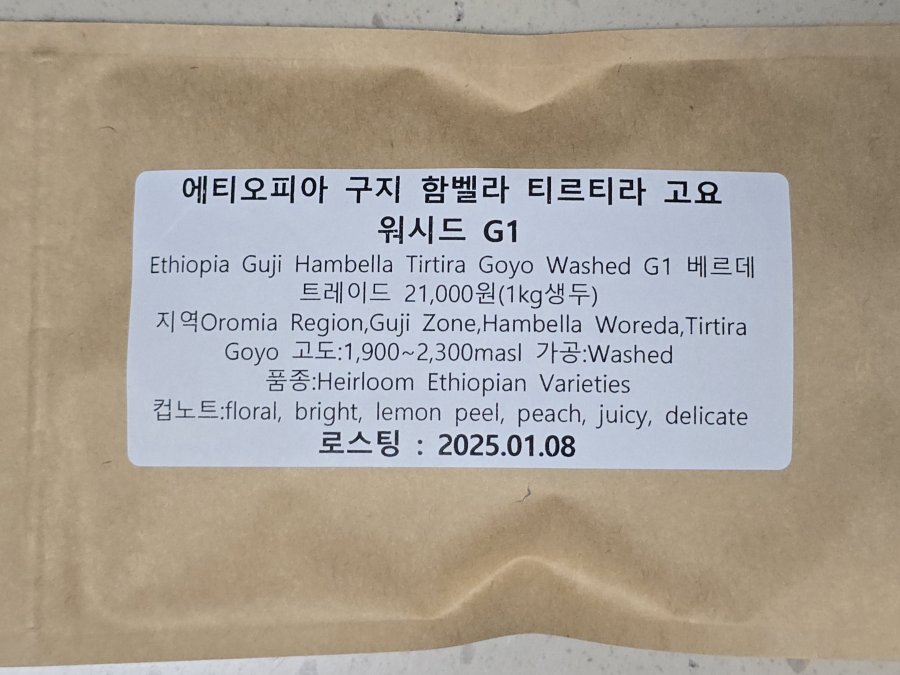 에티오피아 구지 함벨라 티르티라 고요
워시드 G1
Ethiopia Guji Hambella Tirtira Goyo Washed G1 베르데
트레이드 21,000원(1kg생두)
지역Oromia Region,Guji Zone,Hambella Woreda,Tirtira
Goyo 고도:1,900~2,300masl 가공:Washed
품종:Heirloom Ethiopian Varieties
컵노트:floral, bright, lemon peel, peach, juicy, delicate
로스팅 : 2025.01.08